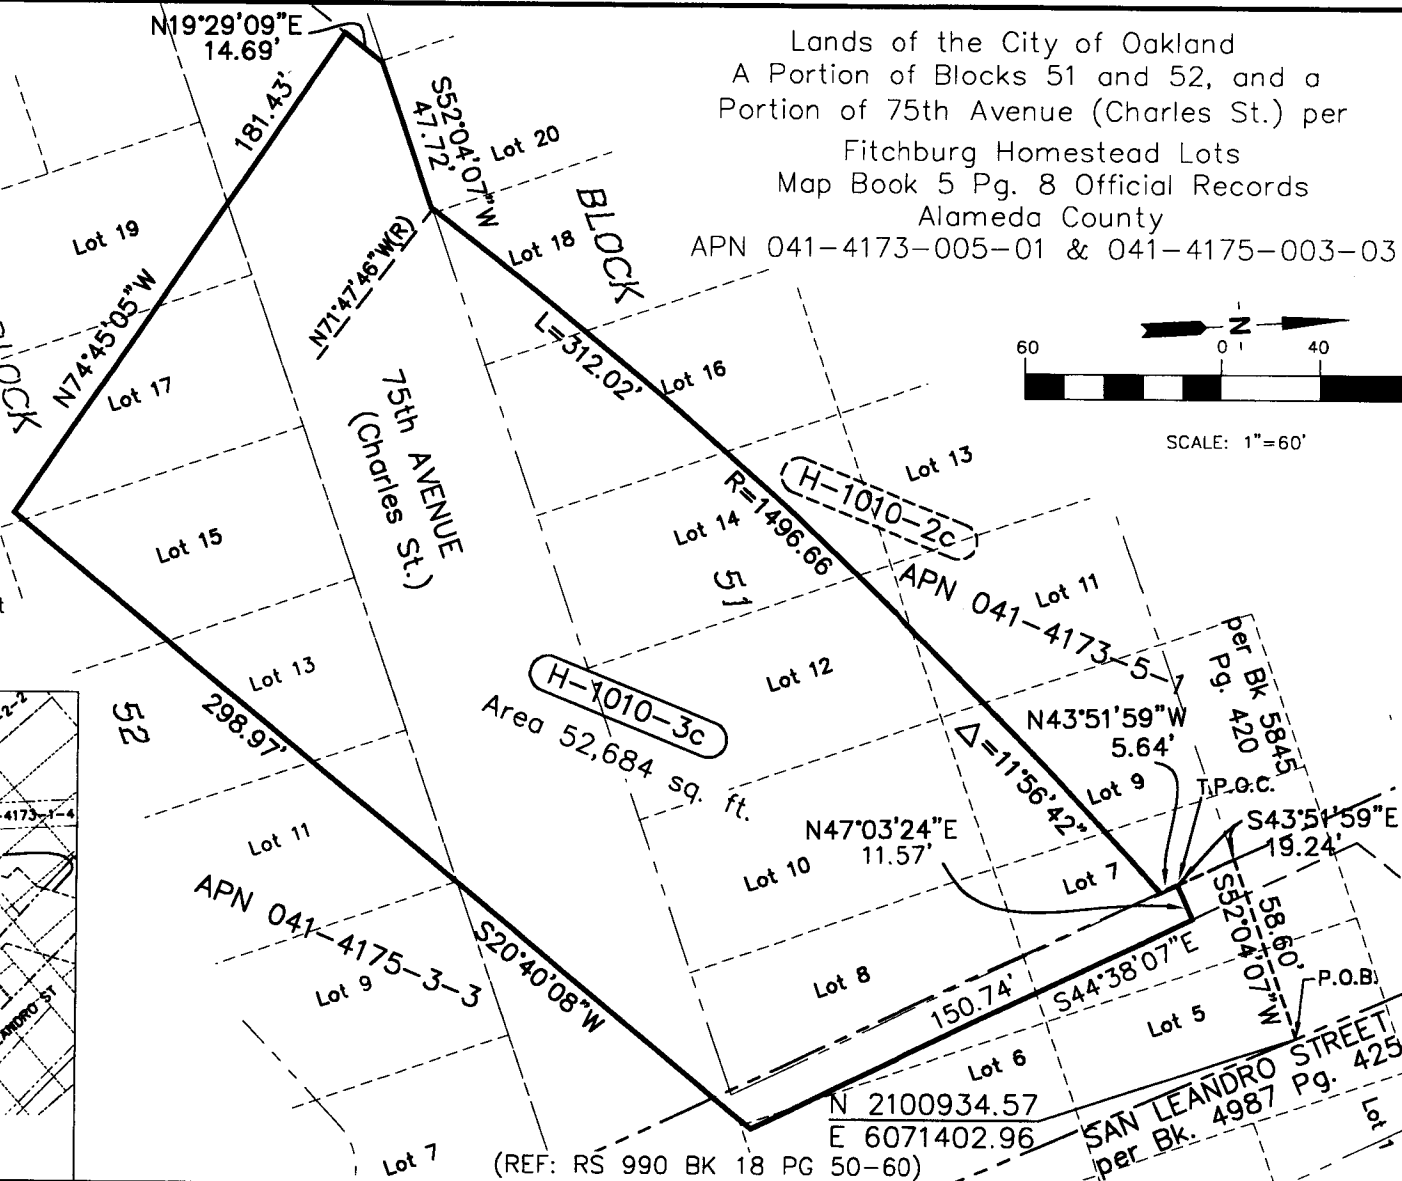 N19°29'09"E
14.69'
Lands of the City of Oakland
A Portion of Blocks 51 and 52, and a
Portion of 75th Avenue (Charles St.) per
Fitchburg Homestead Lots
Map Book 5 Pg. 8 Official Records
Alameda County
APN 041-4173-005-01 & 041-4175-003-03
181.43'
S52°04'07"W
47.72'
Lot 20
BLOCK
Lot 19
Lot 18
N71°47'46"W(R)
N74°45'05"W
L=312.02'
N
60
0
40
SCALE: 1"=60'
BLOCK
Lot 17
Lot 16
75th AVENUE
(Charles St.)
Lot 13
H-1010-2c
R=1496.66
Lot 15
Lot 14
51
APN 041-4173-5-1
Lot 11
per Bk 5845
Pg. 420
Lot 13
Lot 12
H-1010-3c
Area 52,684 sq. ft.
52
298.97'
N43°51'59"W
5.64'
Δ=11°56'42"
Lot 9
T.P.O.C.
S43°51'59"E
19.24'
-4173-1-4
Lot 11
N47°03'24"E
11.57'
Lot 10
Lot 7
APN 041-4175-3-3
S52°04'07"W
58.60'
S20°40'08"W
Lot 9
Lot 8
150.74'
S44°38'07"E
P.O.B.
Lot 5
Lot 6
N 2100934.57
E 6071402.96
SAN LEANDRO STREET
per Bk. 4987 Pg. 425
Lot 1
Lot 7
(REF: RS 990 BK 18 PG 50-60)